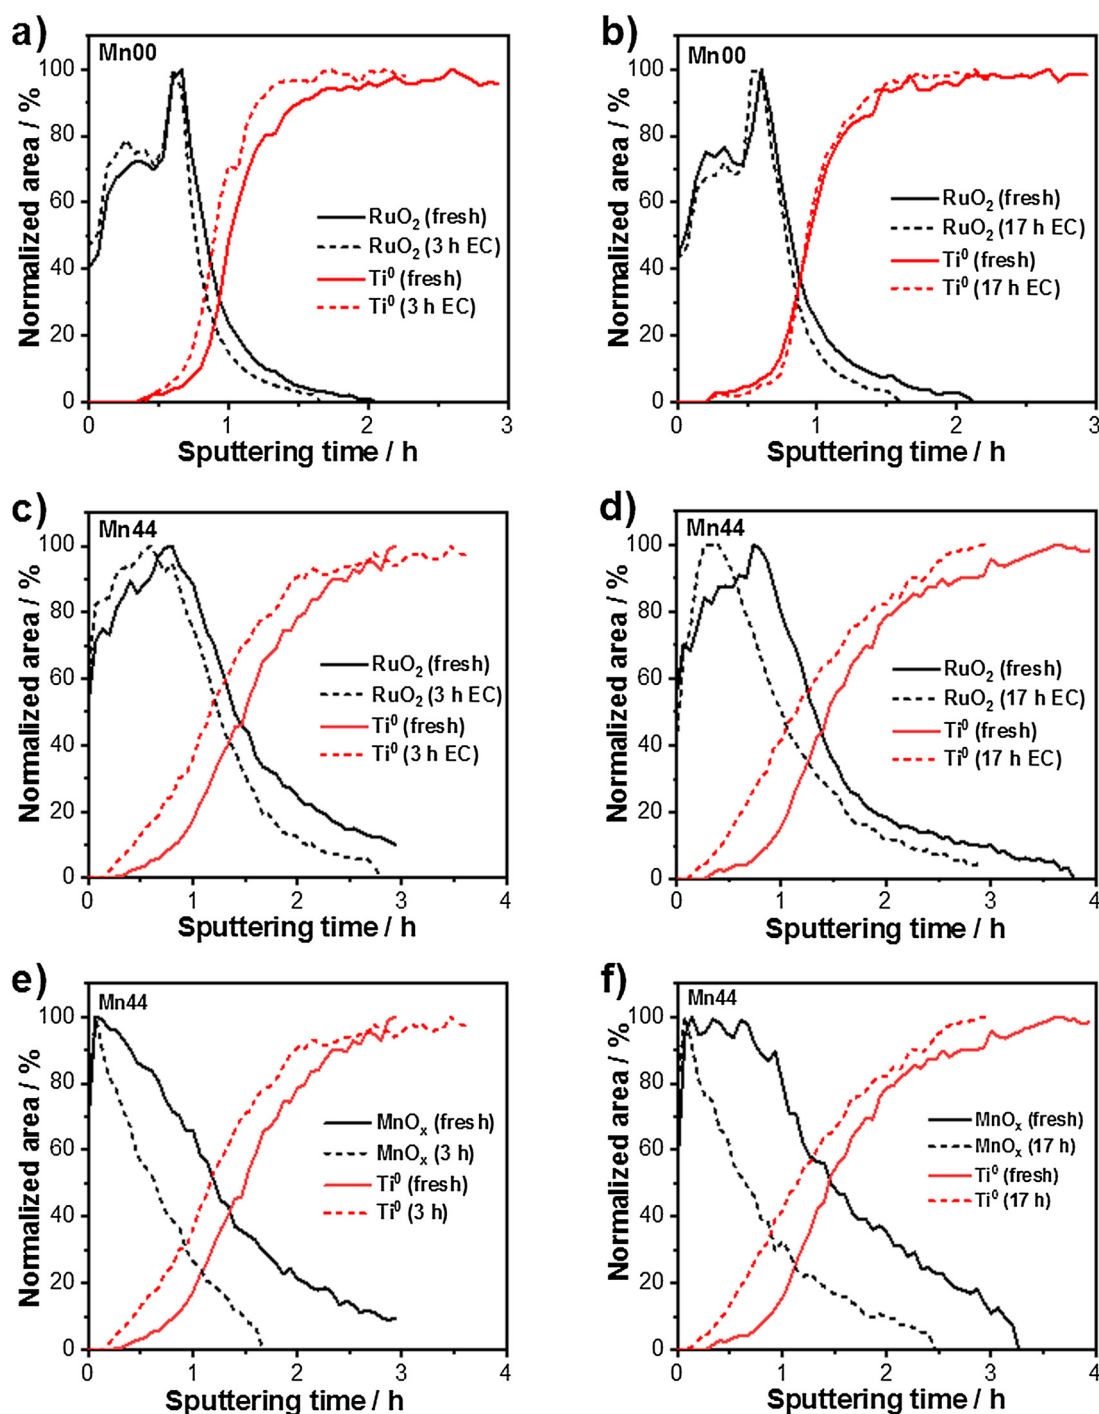 a)
Mn00
Normalized area / %
100
80
60
40
20
0
RuO₂ (fresh)
RuO₂ (3 h EC)
Ti⁰ (fresh)
Ti⁰ (3 h EC)
0 1 2 3
Sputtering time / h
b)
Mn00
Normalized area / %
100
80
60
40
20
0
RuO₂ (fresh)
RuO₂ (17 h EC)
Ti⁰ (fresh)
Ti⁰ (17 h EC)
0 1 2 3
Sputtering time / h
c)
Mn44
Normalized area / %
100
80
60
40
20
0
RuO₂ (fresh)
RuO₂ (3 h EC)
Ti⁰ (fresh)
Ti⁰ (3 h EC)
0 1 2 3 4
Sputtering time / h
d)
Mn44
Normalized area / %
100
80
60
40
20
0
RuO₂ (fresh)
RuO₂ (17 h EC)
Ti⁰ (fresh)
Ti⁰ (17 h EC)
0 1 2 3 4
Sputtering time / h
e)
Mn44
Normalized area / %
100
80
60
40
20
0
MnOₓ (fresh)
MnOₓ (3 h)
Ti⁰ (fresh)
Ti⁰ (3 h)
0 1 2 3 4
Sputtering time / h
f)
Mn44
Normalized area / %
100
80
60
40
20
0
MnOₓ (fresh)
MnOₓ (17 h)
Ti⁰ (fresh)
Ti⁰ (17 h)
0 1 2 3 4
Sputtering time / h